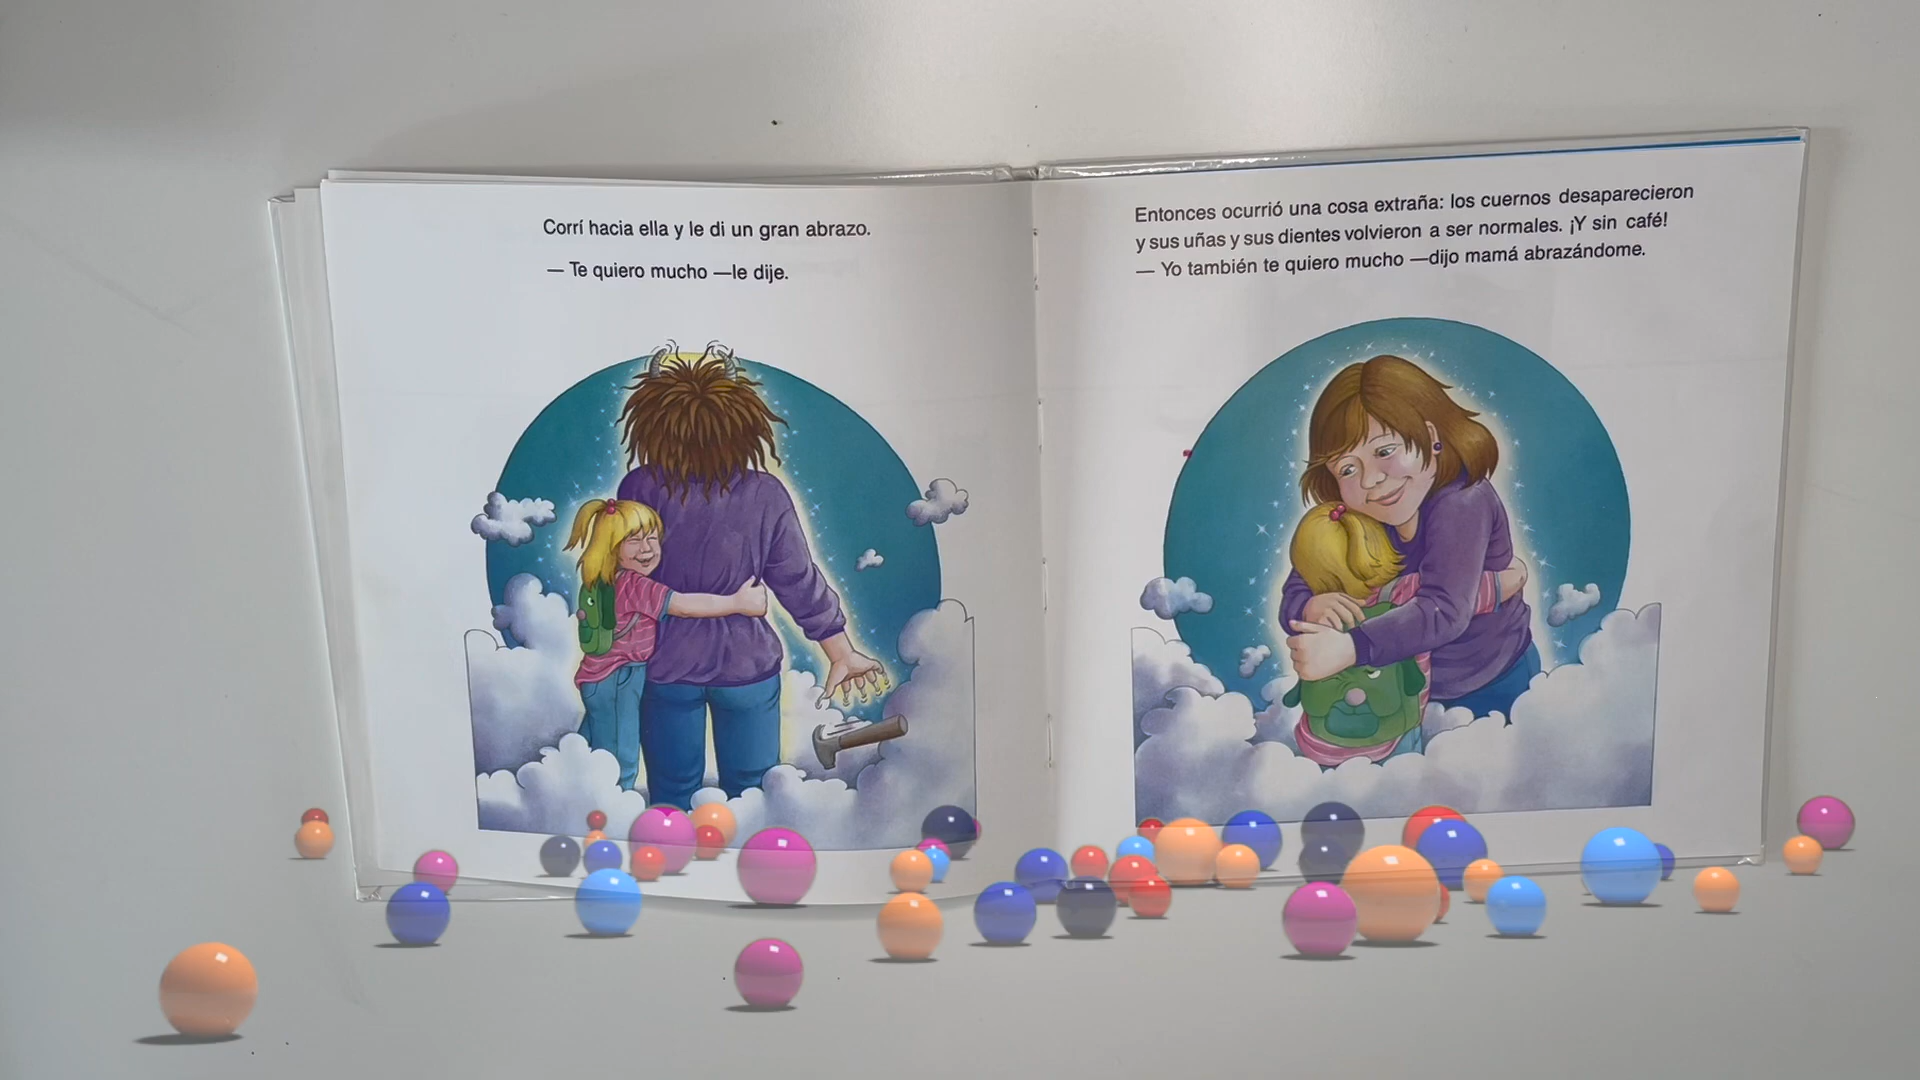 Corrí hacia ella y le di un gran abrazo.
— Te quiero mucho —le dije.
Entonces ocurrió una cosa extraña: los cuernos desaparecieron
y sus uñas y sus dientes volvieron a ser normales. ¡Y sin café!
— Yo también te quiero mucho —dijo mamá abrazándome.